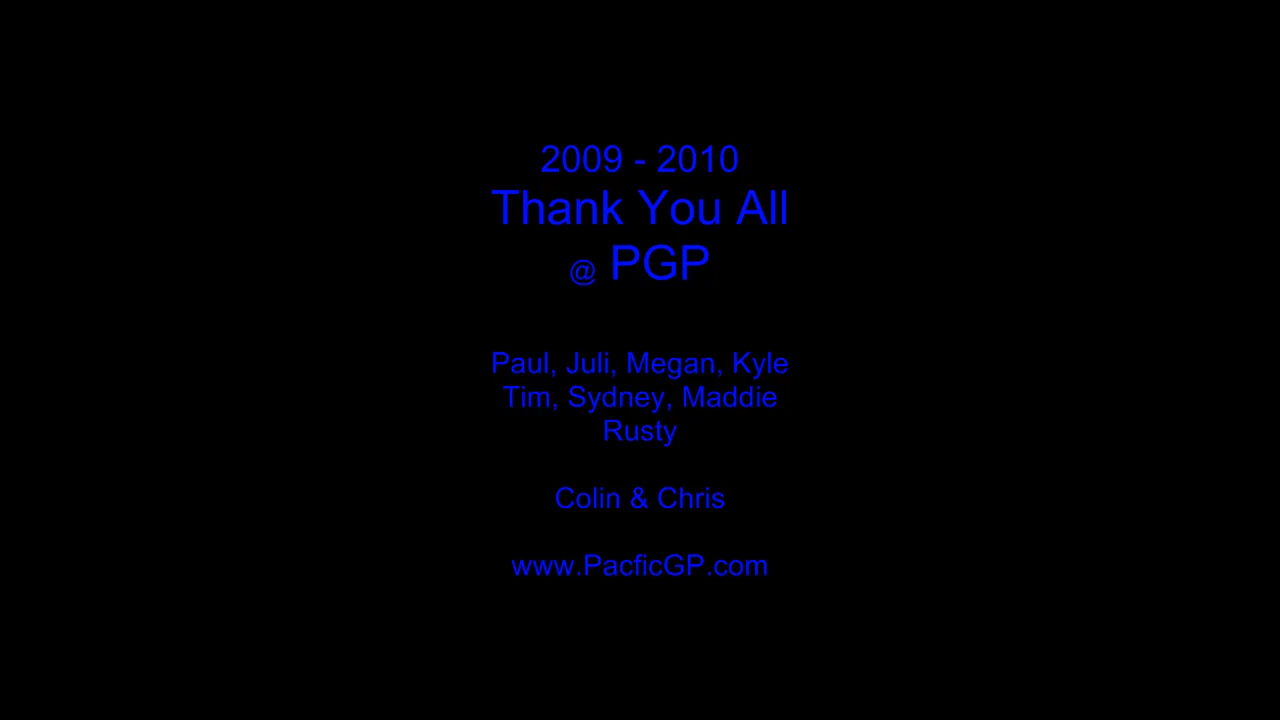 2009 - 2010
Thank You All
@ PGP
Paul, Juli, Megan, Kyle
Tim, Sydney, Maddie
Rusty
Colin & Chris
www.PacficGP.com